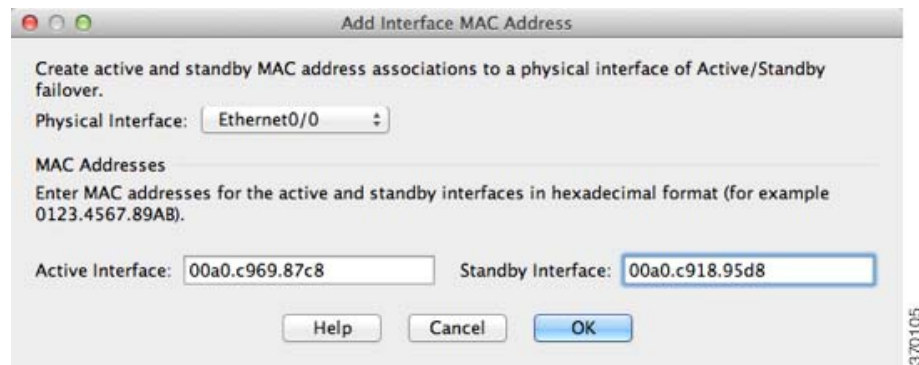 Add Interface MAC Address
Create active and standby MAC address associations to a physical interface of Active/Standby
failover.
Physical Interface: Ethernet0/0
MAC Addresses
Enter MAC addresses for the active and standby interfaces in hexadecimal format (for example
0123.4567.89AB).
Active Interface: 00a0.c969.87c8 Standby Interface: 00a0.c918.95d8
Help Cancel OK
370105